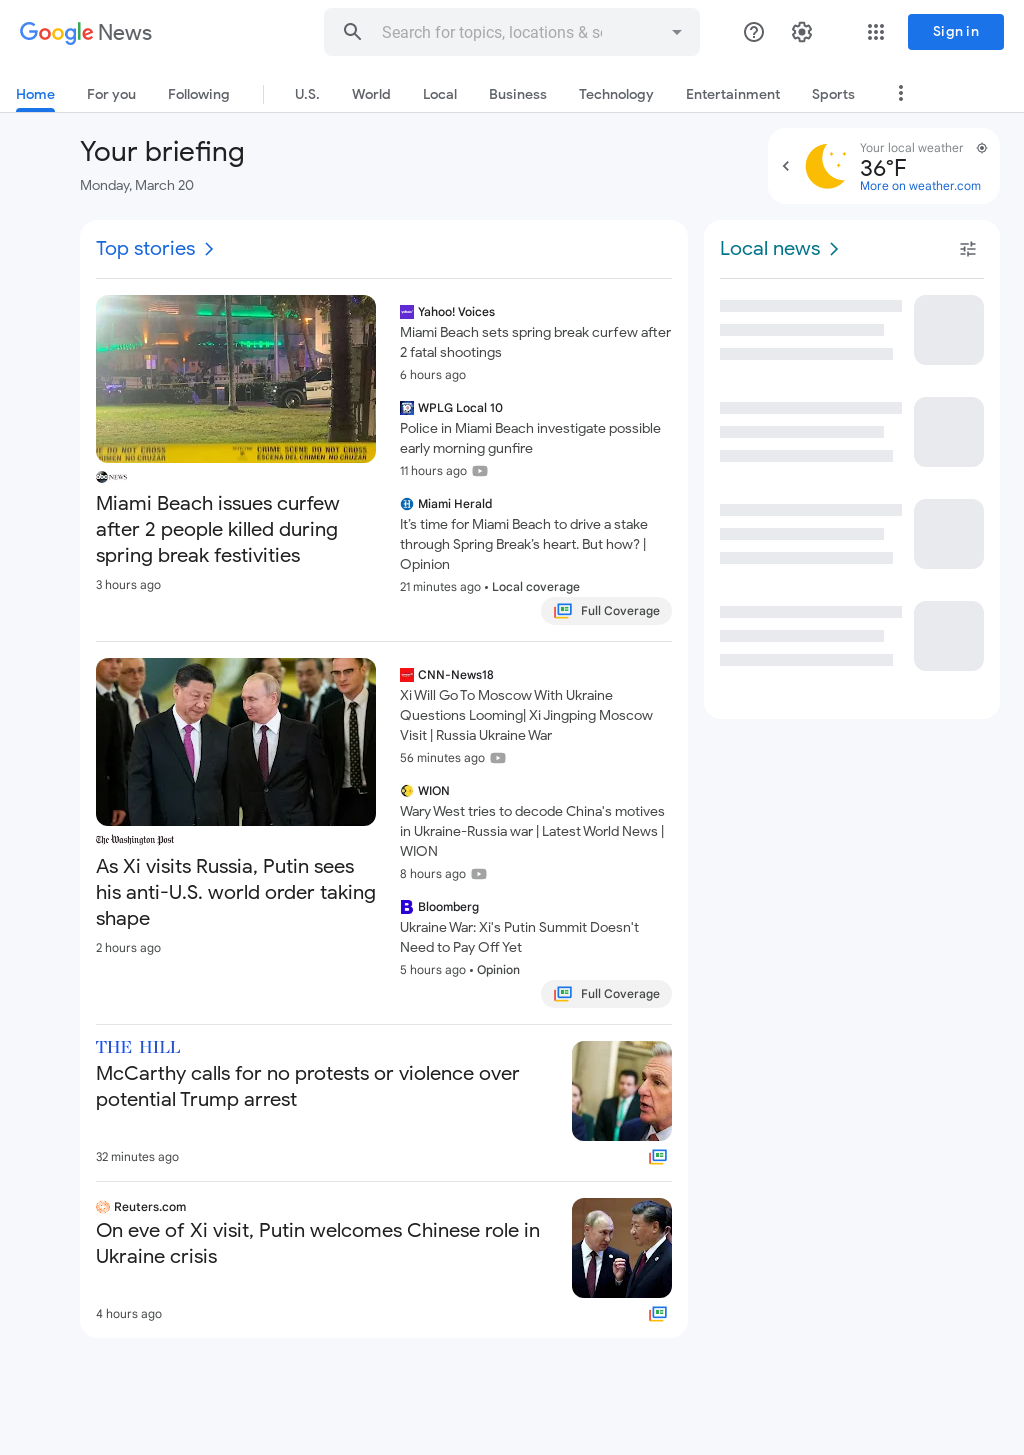 Google News
Search for topics, locations & so
Sign in
Home
For you
Following
U.S.
World
Local
Business
Technology
Entertainment
Sports
Your briefing
Monday, March 20
Your local weather
36°F
More on weather.com
Top stories
CRIME SCENE DO NOT CROSS
ESCENA DEL CRIMEN NO CRUZAR
NE DO NOT CROSS
MEN NO CRUZAR
abc NEWS
Miami Beach issues curfew
after 2 people killed during
spring break festivities
3 hours ago
yahoo!
Yahoo! Voices
Miami Beach sets spring break curfew after
2 fatal shootings
6 hours ago
WPLG Local 10
Police in Miami Beach investigate possible
early morning gunfire
11 hours ago
Miami Herald
It's time for Miami Beach to drive a stake
through Spring Break's heart. But how? |
Opinion
21 minutes ago • Local coverage
Full Coverage
The Washington Post
As Xi visits Russia, Putin sees
his anti-U.S. world order taking
shape
2 hours ago
CNN-News18
Xi Will Go To Moscow With Ukraine
Questions Looming| Xi Jingping Moscow
Visit | Russia Ukraine War
56 minutes ago
WION
Wary West tries to decode China's motives
in Ukraine-Russia war | Latest World News |
WION
8 hours ago
B
Bloomberg
Ukraine War: Xi's Putin Summit Doesn't
Need to Pay Off Yet
5 hours ago • Opinion
Full Coverage
THE HILL
McCarthy calls for no protests or violence over
potential Trump arrest
32 minutes ago
Reuters.com
On eve of Xi visit, Putin welcomes Chinese role in
Ukraine crisis
4 hours ago
Local news